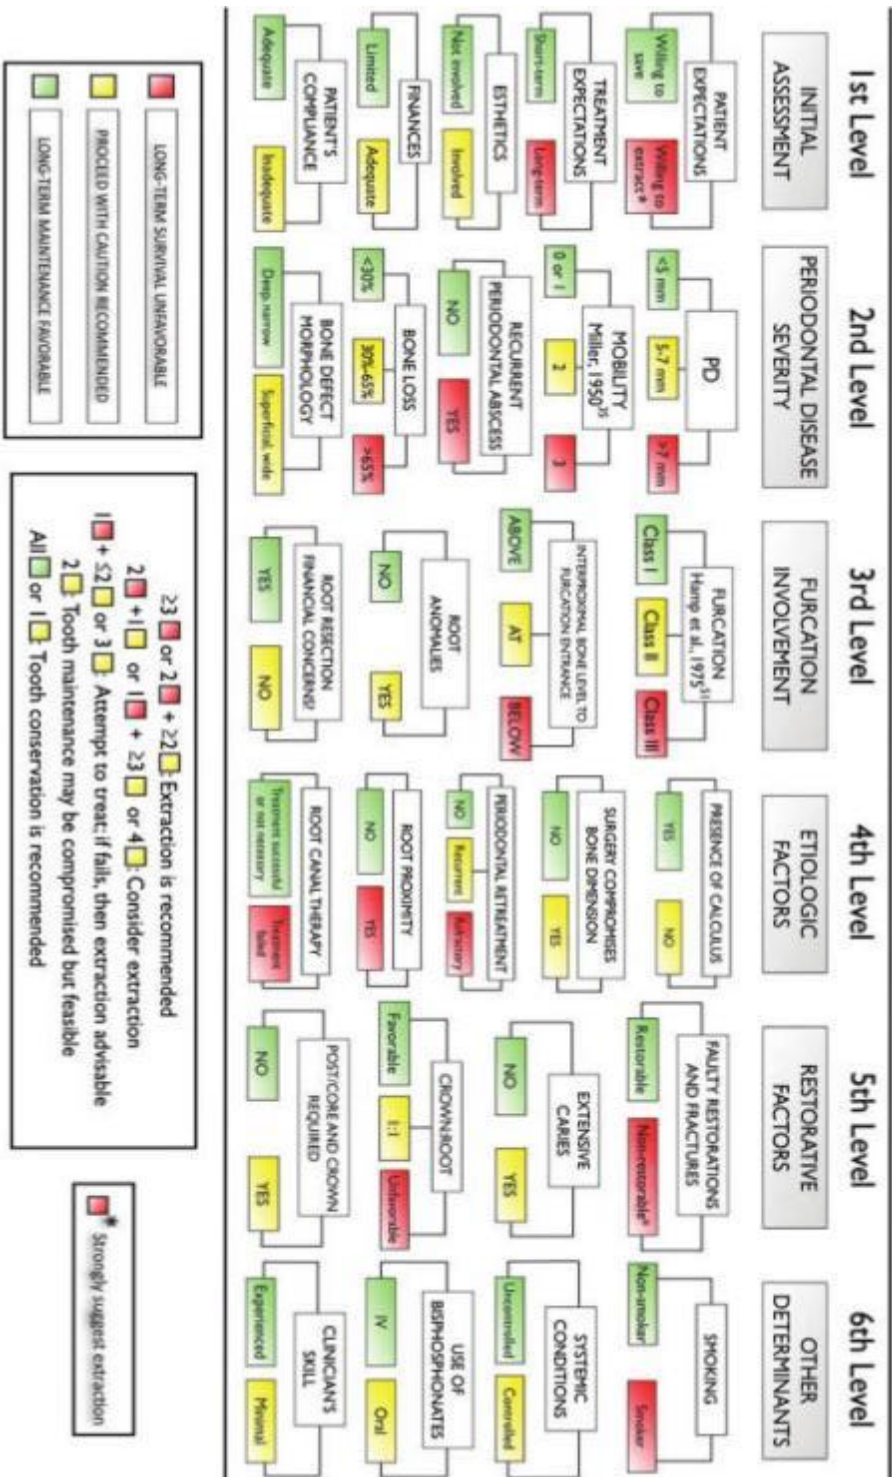 1st Level
INITIAL
ASSESSMENT
PATIENT
EXPECTATIONS
Willing to
save
Willing to
extract*
TREATMENT
EXPECTATIONS
Short-term
Long-term
ESTHETICS
Not involved
Involved
FINANCES
Limited
Adequate
PATIENT'S
COMPLIANCE
Adequate
Inadequate
2nd Level
PERIODONTAL DISEASE
SEVERITY
PD
<5 mm
5-7 mm
>7 mm
MOBILITY
Miller, 1950³⁵
0 or 1
2
3
RECURRENT
PERIODONTAL ABSCESS
NO
YES
BONE LOSS
<30%
30%-65%
>65%
BONE DEFECT
MORPHOLOGY
Deep, narrow
Superficial, wide
3rd Level
FURCATION
INVOLVEMENT
FURCATION
Hamp et al., 1975⁵¹
Class I
Class II
Class III
INTERPROXIMAL BONE LEVEL TO
FURCATION ENTRANCE
ABOVE
AT
BELOW
ROOT
ANOMALIES
NO
YES
ROOT RESECTION
FINANCIAL CONCERNS?
YES
NO
4th Level
ETIOLOGIC
FACTORS
PRESENCE OF CALCULUS
YES
NO
SURGERY COMPROMISES
BONE DIMENSION
NO
YES
PERIODONTAL RETREATMENT
NO
Recurrent
Refractory
ROOT PROXIMITY
NO
YES
ROOT CANAL THERAPY
Treatment successful
or not necessary
Treatment
failed
5th Level
RESTORATIVE
FACTORS
FAULTY RESTORATIONS
AND FRACTURES
Restorable
Non-restorable*
EXTENSIVE
CARIES
NO
YES
CROWN:ROOT
Favorable
1:1
Unfavorable
POST/CORE AND CROWN
REQUIRED
NO
YES
6th Level
OTHER
DETERMINANTS
SMOKING
Non-smoker
Smoker
SYSTEMIC
CONDITIONS
Uncontrolled
Controlled
USE OF
BISPHOSPHONATES
IV
Oral
CLINICIAN'S
SKILL
Experienced
Minimal
LONG-TERM SURVIVAL UNFAVORABLE
PROCEED WITH CAUTION RECOMMENDED
LONG-TERM MAINTENANCE FAVORABLE
≥3 or 2 + ≥2 : Extraction is recommended
2 + 1 or 1 + ≥3 or 4 : Consider extraction
1 + ≤2 or 3 : Attempt to treat; if fails, then extraction advisable
2 : Tooth maintenance may be compromised but feasible
All or 1 : Tooth conservation is recommended
* Strongly suggest extraction